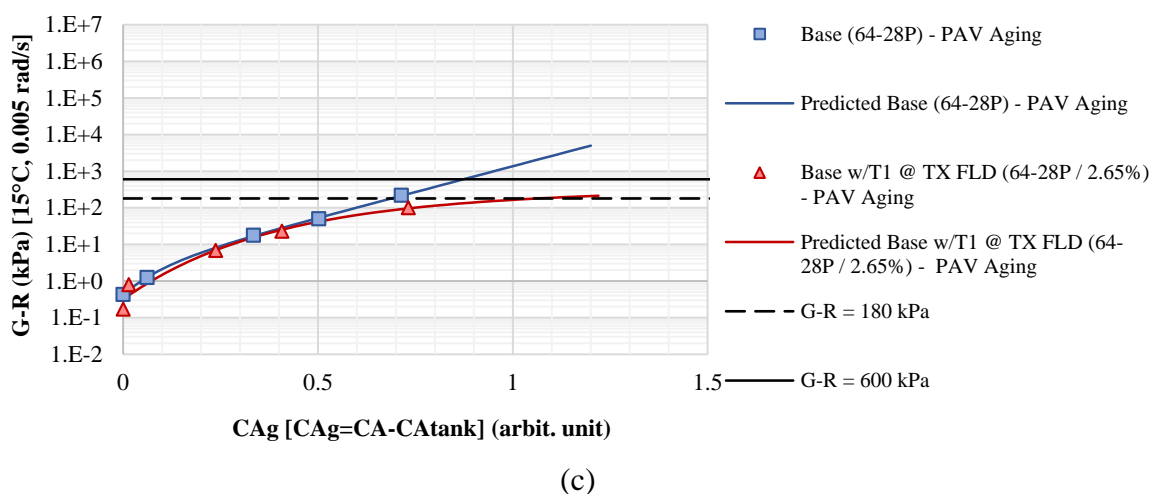 G-R (kPa) [15°C, 0.005 rad/s]
1.E+7
1.E+6
1.E+5
1.E+4
1.E+3
1.E+2
1.E+1
1.E+0
1.E-1
1.E-2
0
0.5
1
1.5
CAg [CAg=CA-CAtank] (arbit. unit)
Base (64-28P) - PAV Aging
Predicted Base (64-28P) - PAV Aging
Base w/T1 @ TX FLD (64-28P / 2.65%)
- PAV Aging
Predicted Base w/T1 @ TX FLD (64-
28P / 2.65%) - PAV Aging
G-R = 180 kPa
G-R = 600 kPa
(c)